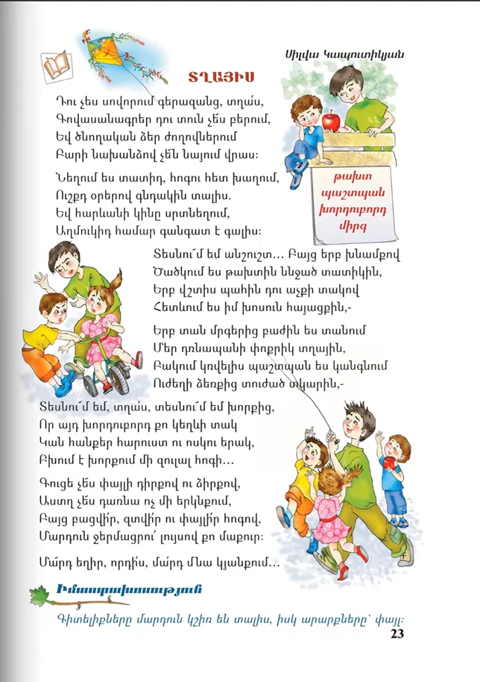 Սիլվա Կապուտիկյան
ՏՂԱՅԻՍ
Դու չես սովորում գերազանց, տղա՛ս,
Գովասանագրեր դու տուն չե՛ս բերում,
Եվ ծնողական ձեր ժողովներում
Բարի նախանձով չե՛ն նայում վրաս:
Նեղում ես տատիդ, հոգու հետ խաղում,
Ուշքդ օրերով գնդակին տալիս.
Եվ հարևանի կինը սրտնեղում,
Աղմուկիդ համար գանգատ է գալիս:
թախտ
պաշտպան
խորդուբորդ
միրգ
Տեսնու՜մ եմ անշուշտ... Բայց երբ խնամքով
Ծածկում ես թախտին ննջած տատիկին,
Երբ վշտիս պահին դու աչքի տակով
Հետևում ես իմ խոսուն հայացքին,-
Երբ տան մրգերից բաժին ես տանում
Մեր դռնապանի փոքրիկ տղային,
Բակում կռվելիս պաշտպան ես կանգնում
Ուժեղի ձեռքից տուժած տկարին,-
Տեսնու՜մ եմ, տղա՛ս, տեսնու՜մ եմ խորքից,
Որ այդ խորդուբորդ քո կեղևի տակ
Կան հանքեր հարուստ ու ոսկու երակ,
Բխում է խորքում մի զուլալ հոգի...
Գուցե չե՛ս փայլի դիրքով ու ձիրքով,
Աստղ չե՛ս դառնա ոչ մի երկնքում,
Բայց բացվի՛ր, զտվի՛ր ու փայլի՛ր հոգով,
Մարդուն ջերմացրու՛ լույսով քո մաքուր:
Մա՛րդ եղիր, որդի՛ս, մա՛րդ մնա կյանքում...
Իմաստախոսություն
Գիտելիքները մարդուն կշիռ են տալիս, իսկ արարքները՝ փայլ:
23